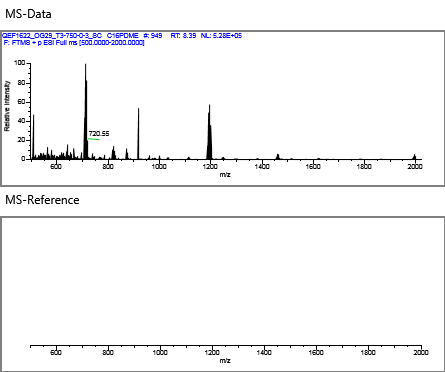 MS-Data
QEF1622_OG29_T3-750-0-3_BC C16PDME #: 949 RT: 8.39 NL: 5.28E+05
F: FTMS + p ESI Full ms [500.0000-2000.0000]
100
80
60
40
20
0
Relative Intensity
720.55
600 800 1000 1200 1400 1600 1800 2000
m/z
MS-Reference
600 800 1000 1200 1400 1600 1800 2000
m/z